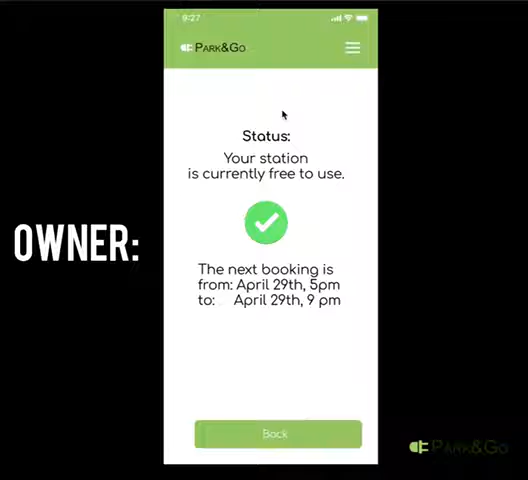 9:27
Park&Go
Status:
Your station
is currently free to use.
OWNER:
The next booking is
from: April 29th, 5pm
to: April 29th, 9 pm
Back
Park&Go